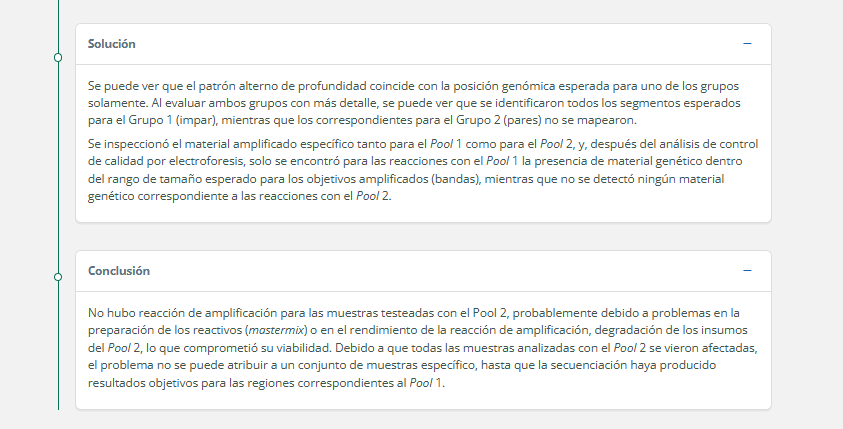 Solución
Se puede ver que el patrón alterno de profundidad coincide con la posición genómica esperada para uno de los grupos
solamente. Al evaluar ambos grupos con más detalle, se puede ver que se identificaron todos los segmentos esperados
para el Grupo 1 (impar), mientras que los correspondientes para el Grupo 2 (pares) no se mapearon.
Se inspeccionó el material amplificado específico tanto para el Pool 1 como para el Pool 2, y, después del análisis de control
de calidad por electroforesis, solo se encontró para las reacciones con el Pool 1 la presencia de material genético dentro
del rango de tamaño esperado para los objetivos amplificados (bandas), mientras que no se detectó ningún material
genético correspondiente a las reacciones con el Pool 2.
Conclusión
No hubo reacción de amplificación para las muestras testeadas con el Pool 2, probablemente debido a problemas en la
preparación de los reactivos (mastermix) o en el rendimiento de la reacción de amplificación, degradación de los insumos
del Pool 2, lo que comprometió su viabilidad. Debido a que todas las muestras analizadas con el Pool 2 se vieron afectadas,
el problema no se puede atribuir a un conjunto de muestras específico, hasta que la secuenciación haya producido
resultados objetivos para las regiones correspondientes al Pool 1.